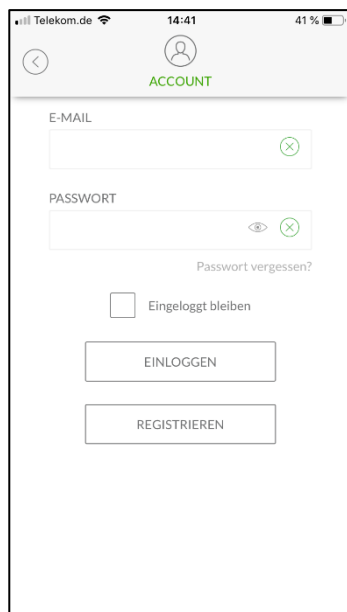 Telekom.de 14:41 41 %
ACCOUNT
E-MAIL
PASSWORT
Passwort vergessen?
Eingeloggt bleiben
EINLOGGEN
REGISTRIEREN